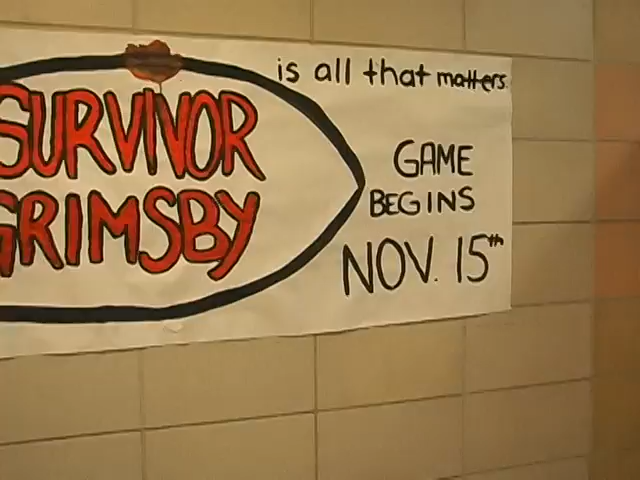 is all that matters.
SURVIVOR
GRIMSBY
GAME
BEGINS
NOV. 15th